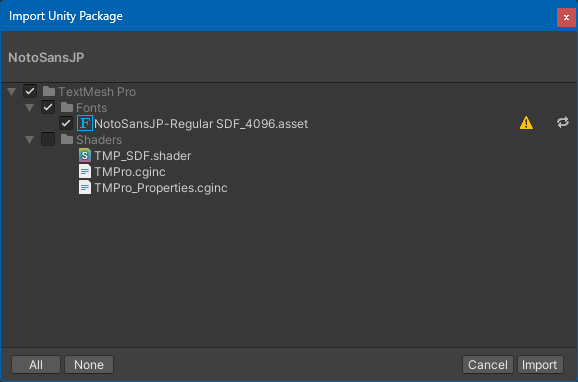 Import Unity Package
x
NotoSansJP
TextMesh Pro
Fonts
F NotoSansJP-Regular SDF_4096.asset
Shaders
S TMP_SDF.shader
TMPro.cginc
TMPro_Properties.cginc
All None Cancel Import